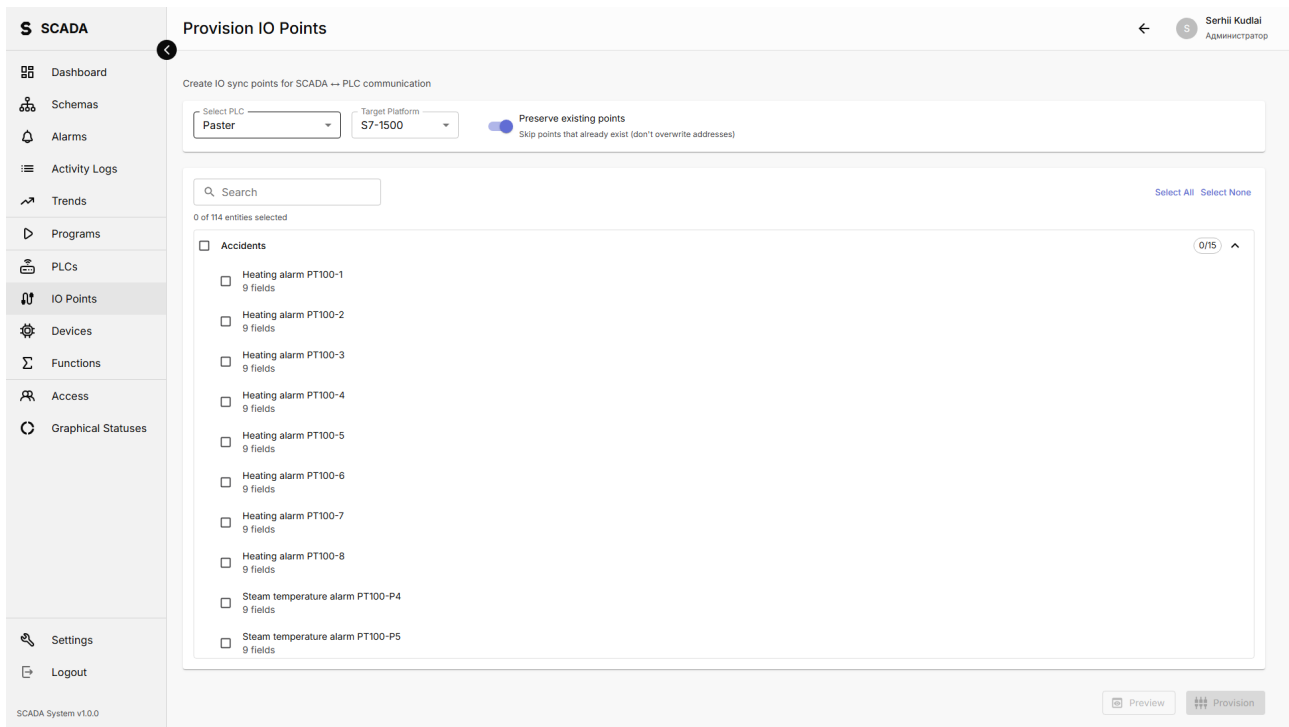 SCADA
Provision IO Points
S
Serhii Kudlai
Администратор
Dashboard
Schemas
Alarms
Activity Logs
Trends
Programs
PLCs
IO Points
Devices
Functions
Access
Graphical Statuses
Settings
Logout
SCADA System v1.0.0
Create IO sync points for SCADA ↔ PLC communication
Select PLC
Paster
Target Platform
S7-1500
Preserve existing points
Skip points that already exist (don't overwrite addresses)
Search
Select All Select None
0 of 114 entities selected
Accidents
0/15
Heating alarm PT100-1
9 fields
Heating alarm PT100-2
9 fields
Heating alarm PT100-3
9 fields
Heating alarm PT100-4
9 fields
Heating alarm PT100-5
9 fields
Heating alarm PT100-6
9 fields
Heating alarm PT100-7
9 fields
Heating alarm PT100-8
9 fields
Steam temperature alarm PT100-P4
9 fields
Steam temperature alarm PT100-P5
9 fields
Preview
Provision